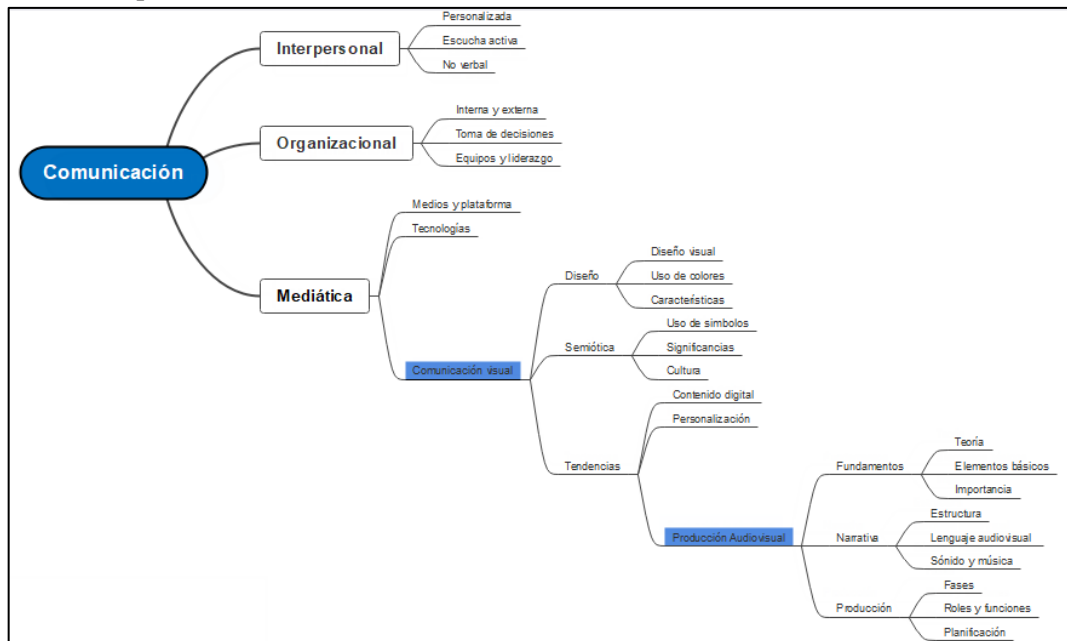 Comunicación
Interpersonal
Personalizada
Escucha activa
No verbal
Organizacional
Interna y externa
Toma de decisiones
Equipos y liderazgo
Mediática
Medios y plataforma
Tecnologías
Comunicación visual
Diseño
Diseño visual
Uso de colores
Características
Semiótica
Uso de simbolos
Significancias
Cultura
Tendencias
Contenido digital
Personalización
Producción Audiovisual
Fundamentos
Teoría
Elementos básicos
Importancia
Narrativa
Estructura
Lenguaje audiovisual
Sónido y música
Producción
Fases
Roles y funciones
Planificación